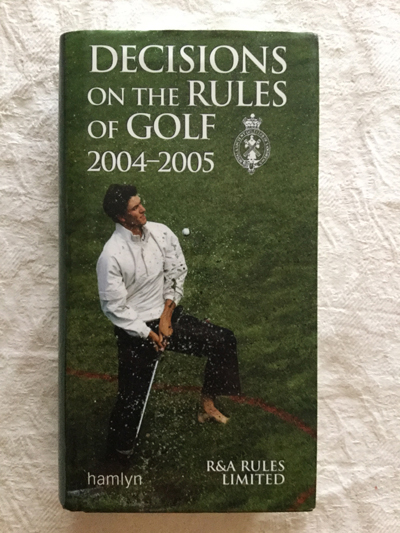 DECISIONS
ON THE RULES
OF GOLF
2004–2005
hamlyn
R&A RULES
LIMITED